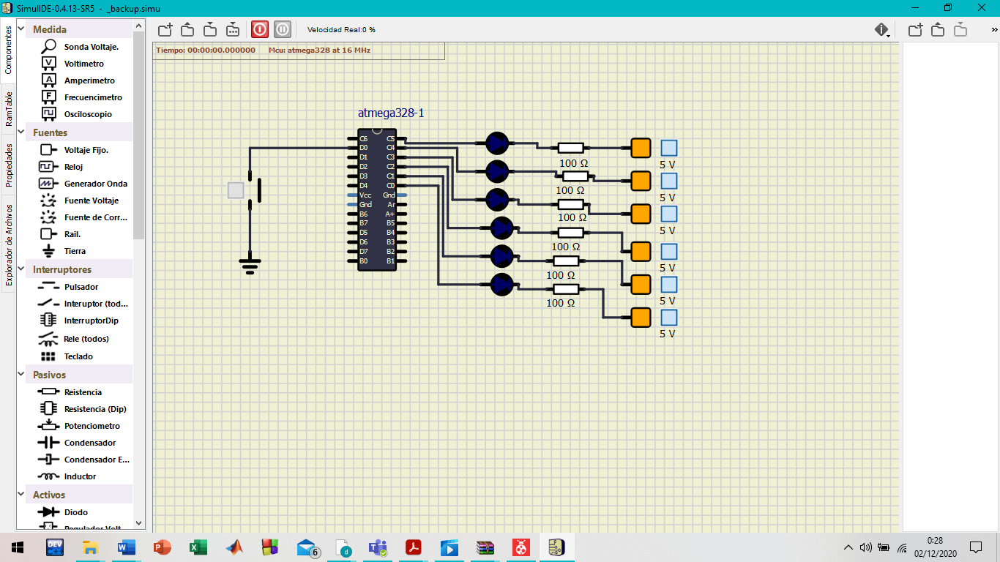 SimulIDE-0.4.13-SR5 - _backup.simu
Componentes
RamTable
Propiedades
Explorador de Archivos
Medida
Sonda Voltaje.
Voltimetro
Amperimetro
Frecuencimetro
Osciloscopio
Fuentes
Voltaje Fijo.
Reloj
Generador Onda
Fuente Voltaje
Fuente de Corr...
Rail.
Tierra
Interruptores
Pulsador
Interuptor (tod...
InterruptorDip
Rele (todos)
Teclado
Pasivos
Reistencia
Resistencia (Dip)
Potenciometro
Condensador
Condensador E...
Inductor
Activos
Diodo
Regulador Volt
Velocidad Real:0 %
»
Tiempo: 00:00:00.000000 Mcu: atmega328 at 16 MHz
atmega328-1
C6 C5
D0 C4
D1 C3
D2 C2
D3 C1
D4 C0
Vcc Gnd
Gnd Ar
B6 A+
B7 B5
D5 B4
D6 B3
D7 B2
B0 B1
100 Ω
100 Ω
100 Ω
100 Ω
100 Ω
100 Ω
5 V
5 V
5 V
5 V
5 V
5 V
V
A
F
DEV
W
P
X
6
d
T
0:28
02/12/2020